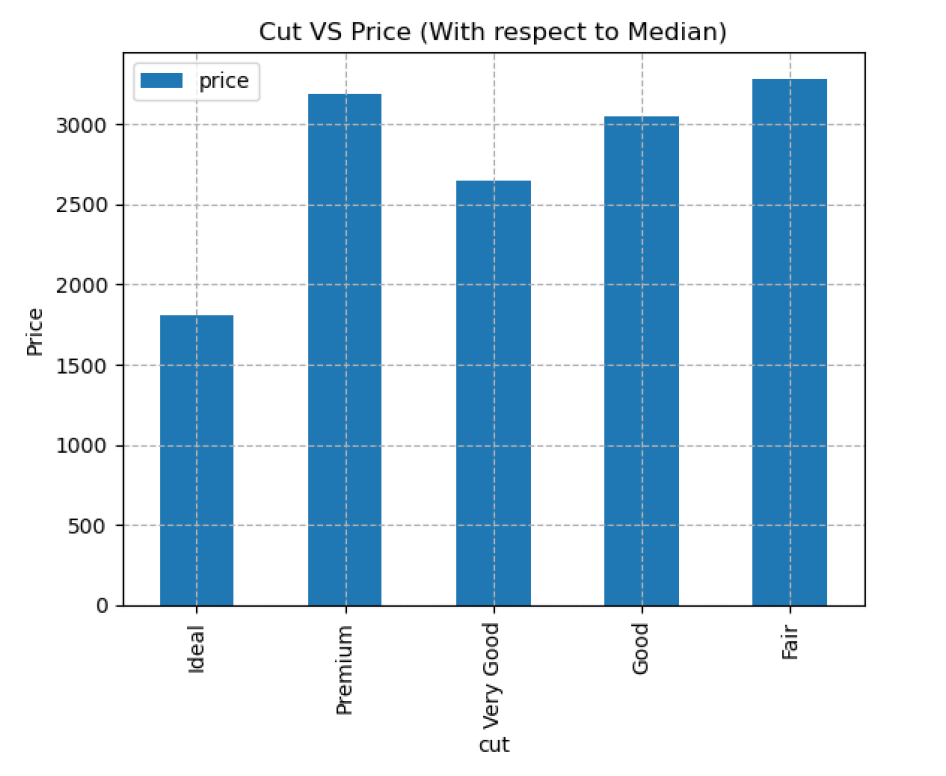 Cut VS Price (With respect to Median)
price
3000
2500
2000
1500
1000
500
0
Price
Ideal
Premium
Very Good
Good
Fair
cut